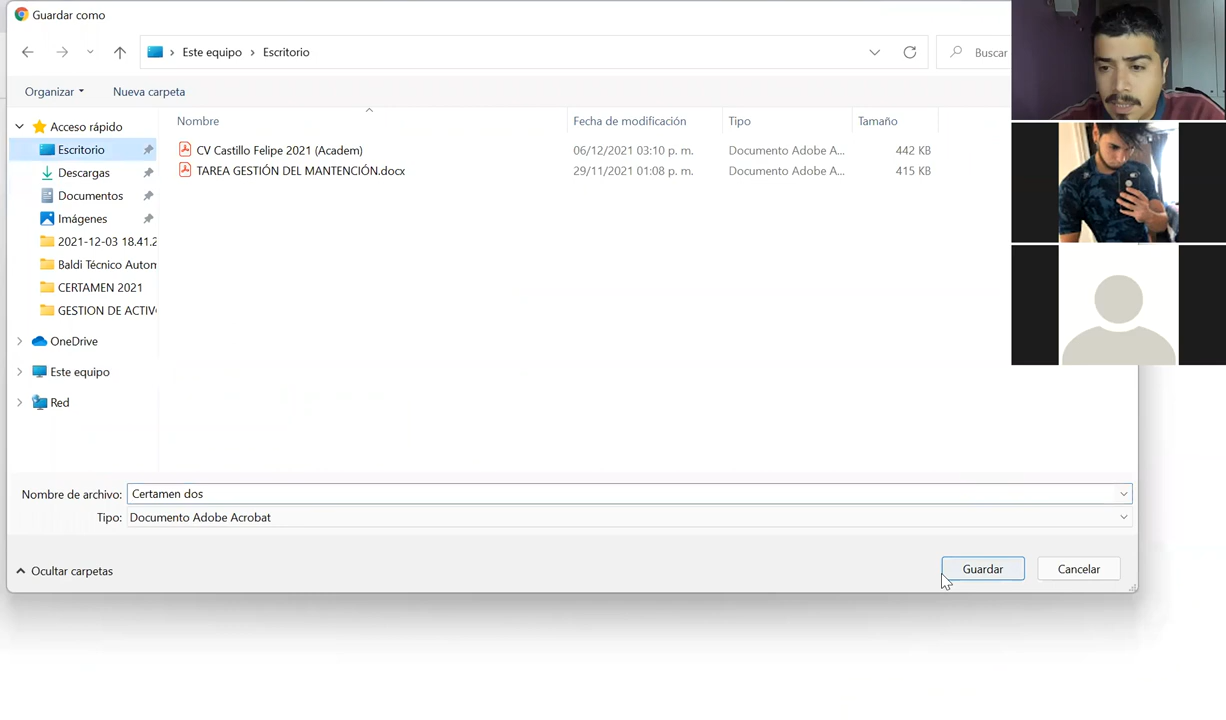 Guardar como
Este equipo > Escritorio
Buscar
Organizar
Nueva carpeta
Nombre
Fecha de modificación
Tipo
Tamaño
Acceso rápido
Escritorio
Descargas
Documentos
Imágenes
2021-12-03 18.41.2
Baldi Técnico Autom
CERTAMEN 2021
GESTION DE ACTIV
OneDrive
Este equipo
Red
CV Castillo Felipe 2021 (Academ) 06/12/2021 03:10 p. m. Documento Adobe A... 442 KB
TAREA GESTIÓN DEL MANTENCIÓN.docx 29/11/2021 01:08 p. m. Documento Adobe A... 415 KB
Nombre de archivo: Certamen dos
Tipo: Documento Adobe Acrobat
Ocultar carpetas
Guardar
Cancelar